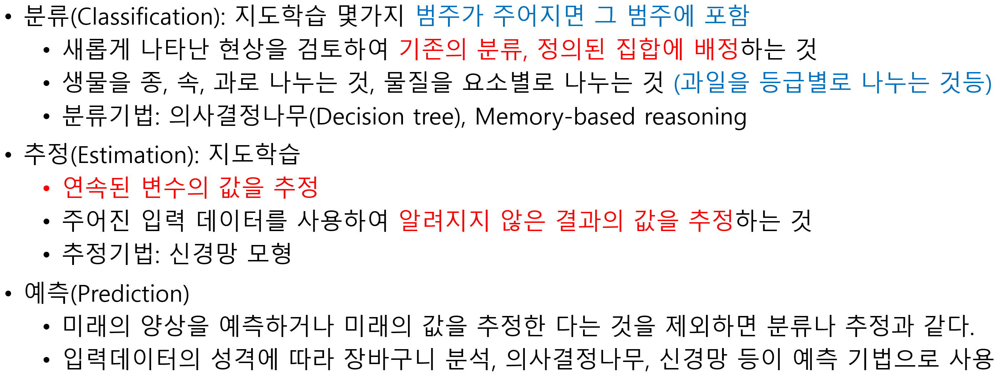 • 분류(Classification): 지도학습 몇가지 범주가 주어지면 그 범주에 포함
• 새롭게 나타난 현상을 검토하여 기존의 분류, 정의된 집합에 배정하는 것
• 생물을 종, 속, 과로 나누는 것, 물질을 요소별로 나누는 것 (과일을 등급별로 나누는 것등)
• 분류기법: 의사결정나무(Decision tree), Memory-based reasoning
• 추정(Estimation): 지도학습
• 연속된 변수의 값을 추정
• 주어진 입력 데이터를 사용하여 알려지지 않은 결과의 값을 추정하는 것
• 추정기법: 신경망 모형
• 예측(Prediction)
• 미래의 양상을 예측하거나 미래의 값을 추정한 다는 것을 제외하면 분류나 추정과 같다.
• 입력데이터의 성격에 따라 장바구니 분석, 의사결정나무, 신경망 등이 예측 기법으로 사용